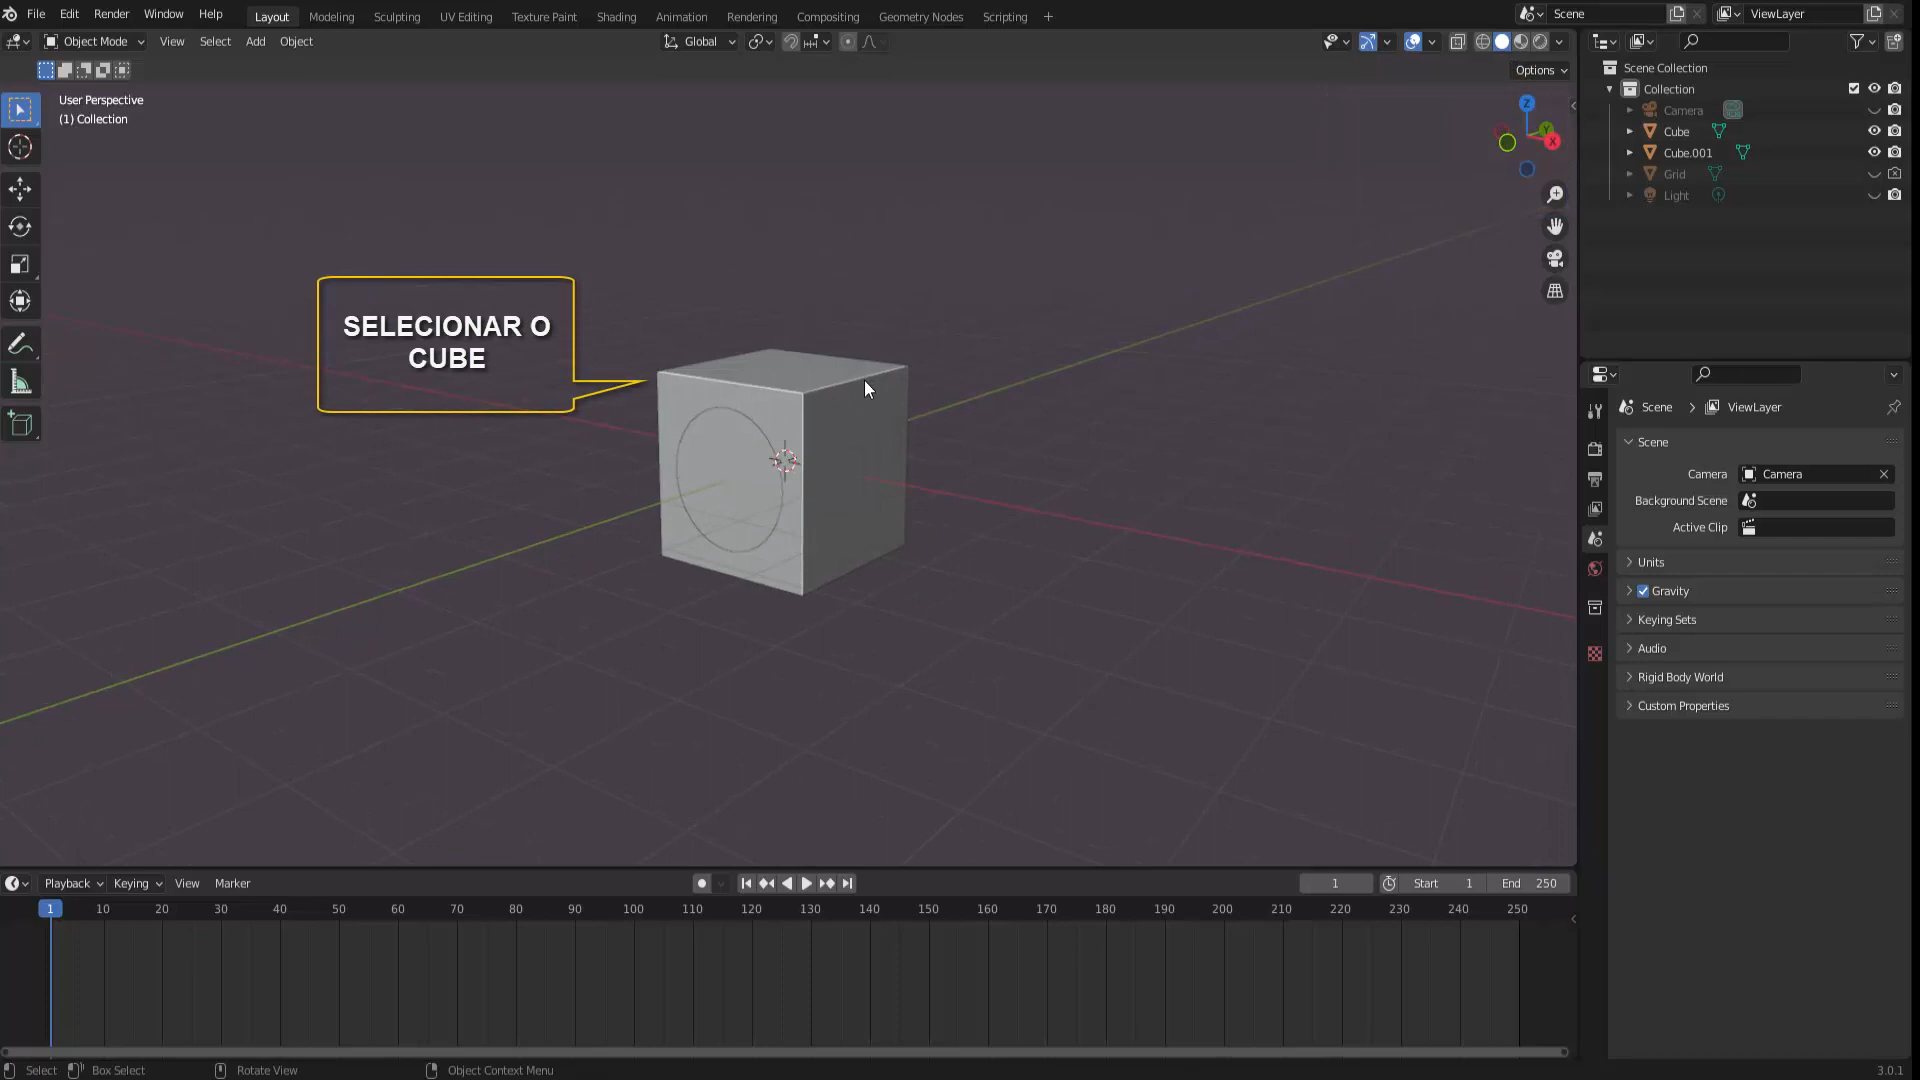 File Edit Render Window Help Layout Modeling Sculpting UV Editing Texture Paint Shading Animation Rendering Compositing Geometry Nodes Scripting + Scene ViewLayer
Object Mode View Select Add Object Global
Options
User Perspective
(1) Collection
Z
Y
X
SELECIONAR O
CUBE
Scene Collection
Collection
Camera
Cube
Cube.001
Grid
Light
Scene ViewLayer
Scene
Camera Camera
Background Scene
Active Clip
Units
Gravity
Keying Sets
Audio
Rigid Body World
Custom Properties
Playback Keying View Marker 1 Start 1 End 250
1 10 20 30 40 50 60 70 80 90 100 110 120 130 140 150 160 170 180 190 200 210 220 230 240 250
Select Box Select Rotate View Object Context Menu 3.0.1